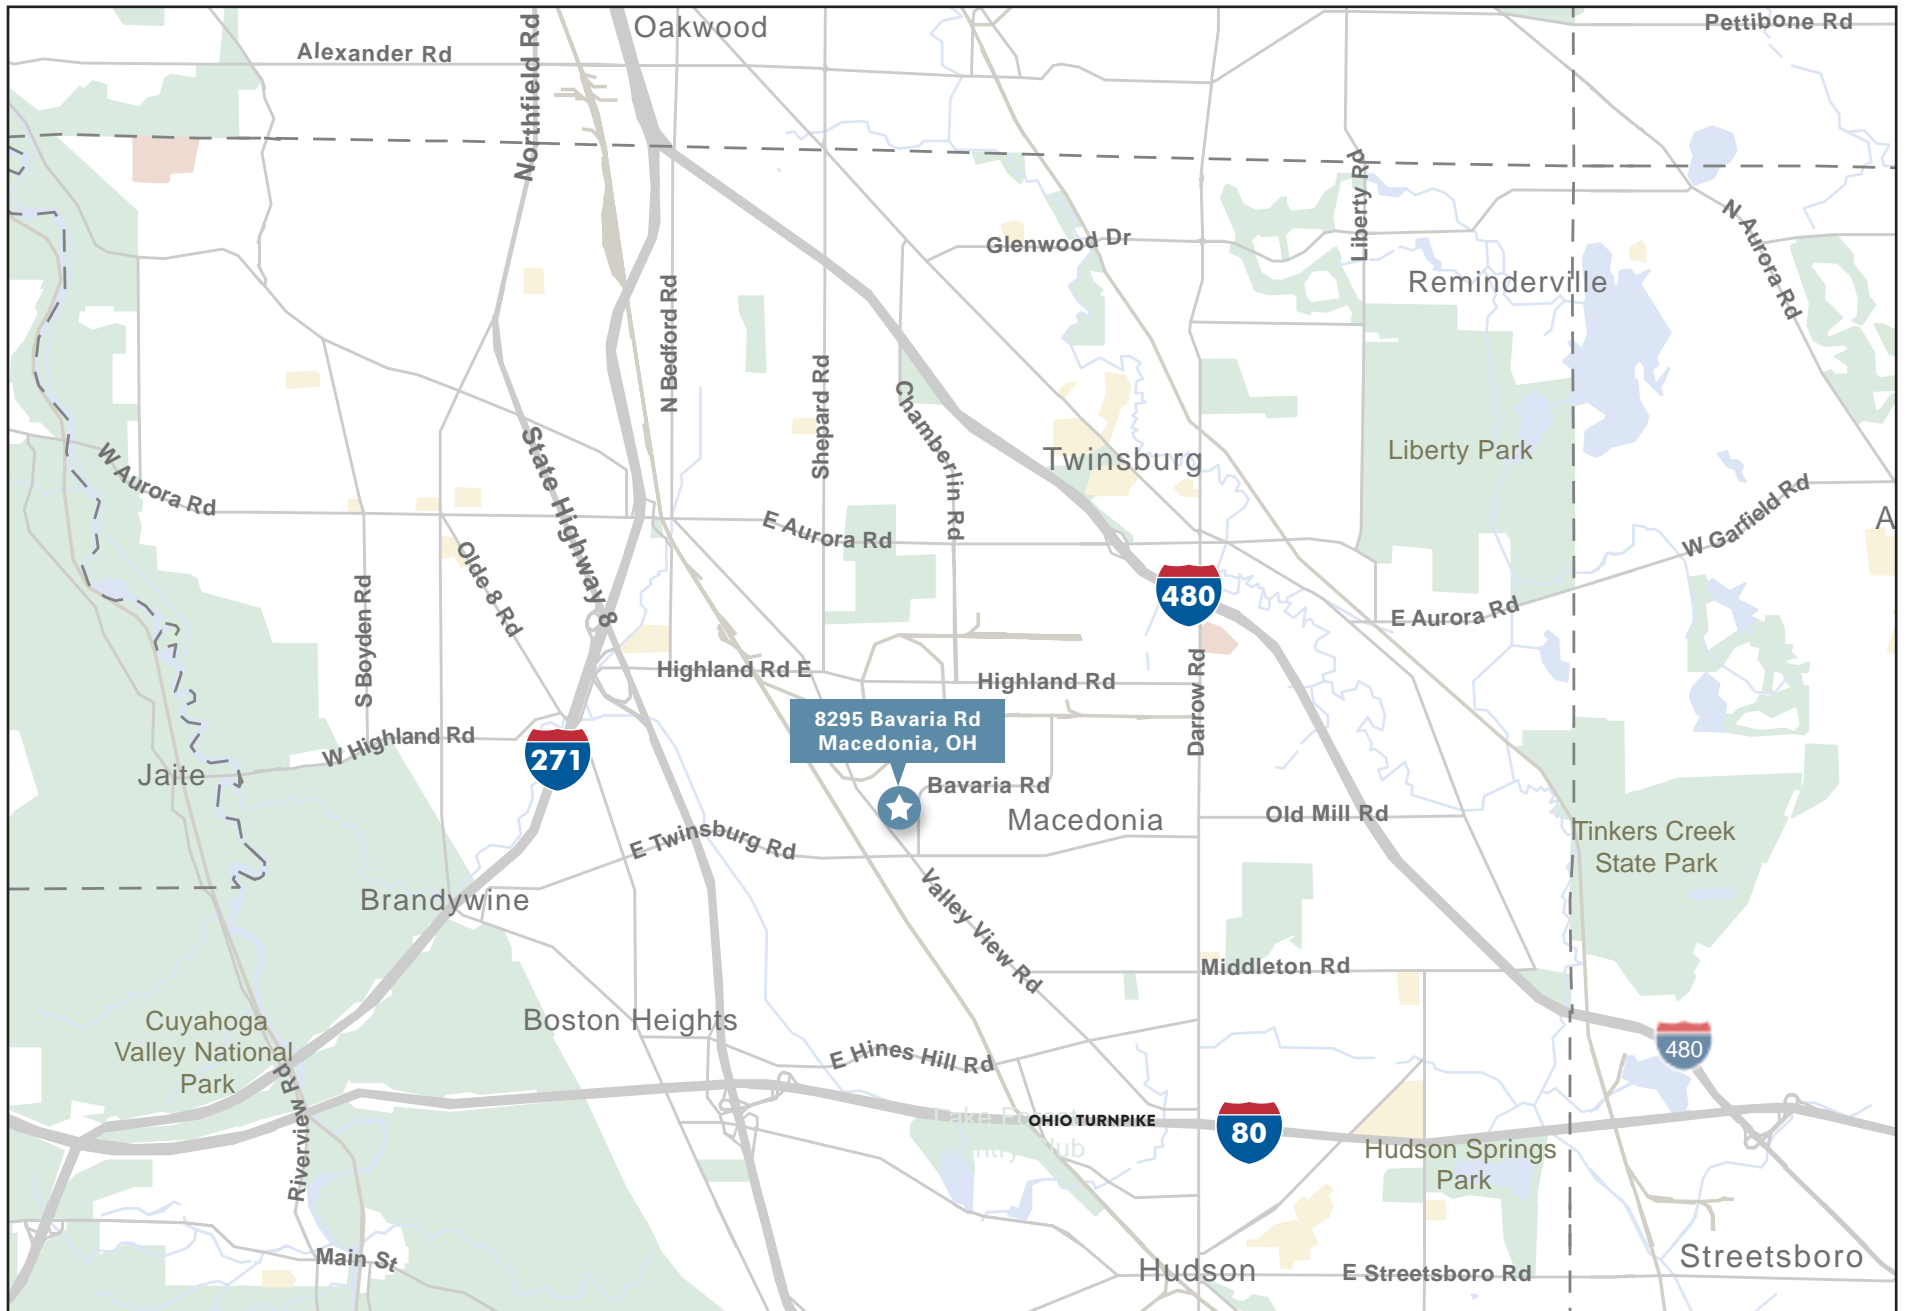 Oakwood
Pettibone Rd
Alexander Rd
Northfield Rd
Liberty Rd
N Aurora Rd
Glenwood Dr
Reminderville
N Bedford Rd
Shepard Rd
Chamberlin Rd
State Highway 8
Twinsburg
Liberty Park
W Aurora Rd
E Aurora Rd
W Garfield Rd
A
Olde 8 Rd
S Boyden Rd
480
E Aurora Rd
Highland Rd E
Highland Rd
Darrow Rd
8295 Bavaria Rd
Macedonia, OH
W Highland Rd
271
Jaite
Bavaria Rd
Macedonia
Old Mill Rd
Tinkers Creek
State Park
E Twinsburg Rd
Brandywine
Valley View Rd
Middleton Rd
Cuyahoga
Valley National
Park
Boston Heights
E Hines Hill Rd
480
Riverview Rd
Lake Forest
OHIO TURNPIKE
80
Hudson Springs
Park
Main St
Hudson
E Streetsboro Rd
Streetsboro